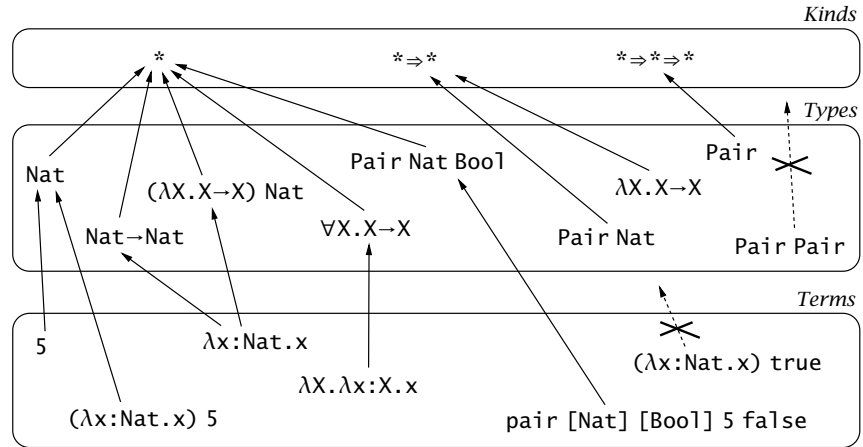 Kinds
* *⇒* *⇒*⇒*
Types
Nat
(λX.X→X) Nat
Nat→Nat
Pair Nat Bool
∀X.X→X
Pair
λX.X→X
Pair Nat
Pair Pair
Terms
5
λx:Nat.x
(λx:Nat.x) true
λX.λx:X.x
(λx:Nat.x) 5
pair [Nat] [Bool] 5 false